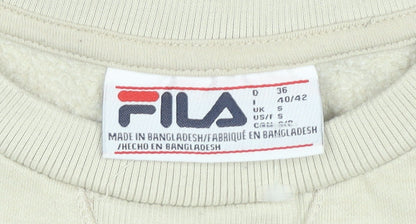 FILA
D 36
I 40/42
UK S
US/F S
MADE IN BANGLADESH/FABRIQUÉ EN BANGLADESH
/HECHO EN BANGLADESH